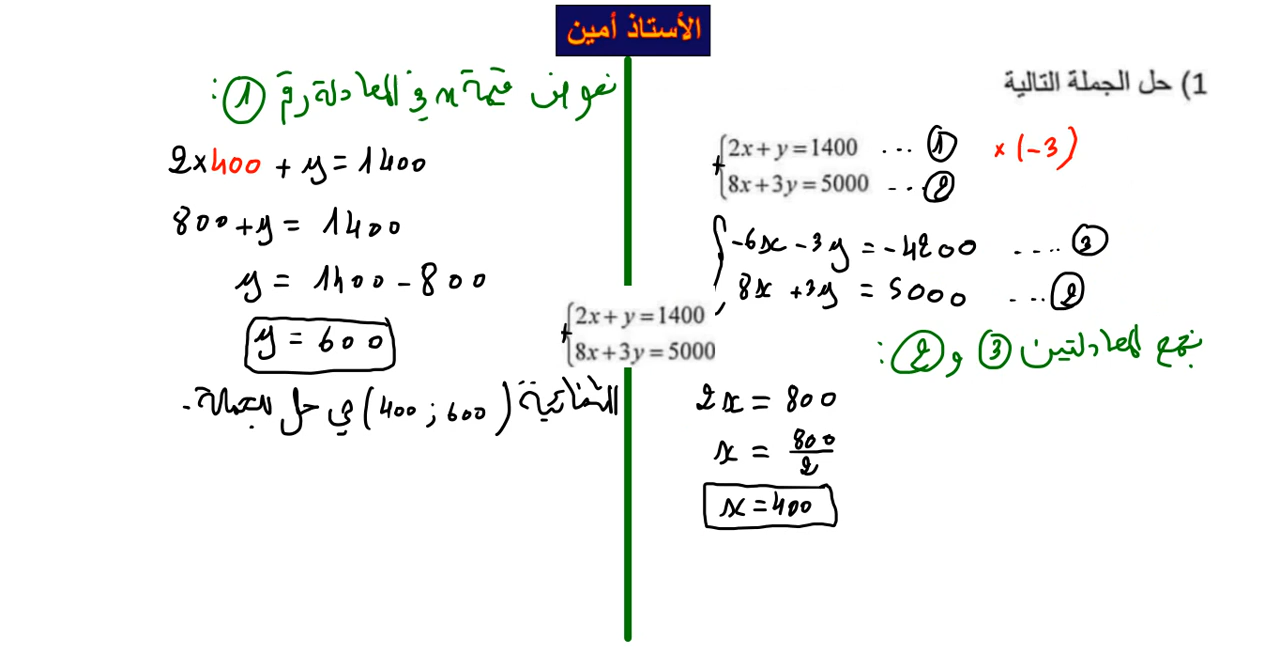 الأستاذ أمين
1) حل الجملة التالية
2x + y = 1400 ... ① × (-3)
8x + 3y = 5000 ... ②
-6x - 3y = -4200 .... ③
8x + 3y = 5000 ... ②
نجمع المعادلتين ③ و ② :
2x = 800
x = 800/2
x = 400
نعوض قيمة x في المعادلة رقم ① :
2×400 + y = 1400
800 + y = 1400
y = 1400 - 800
y = 600
2x + y = 1400
8x + 3y = 5000
الثنائية (400 ; 600) هي حل للجملة.